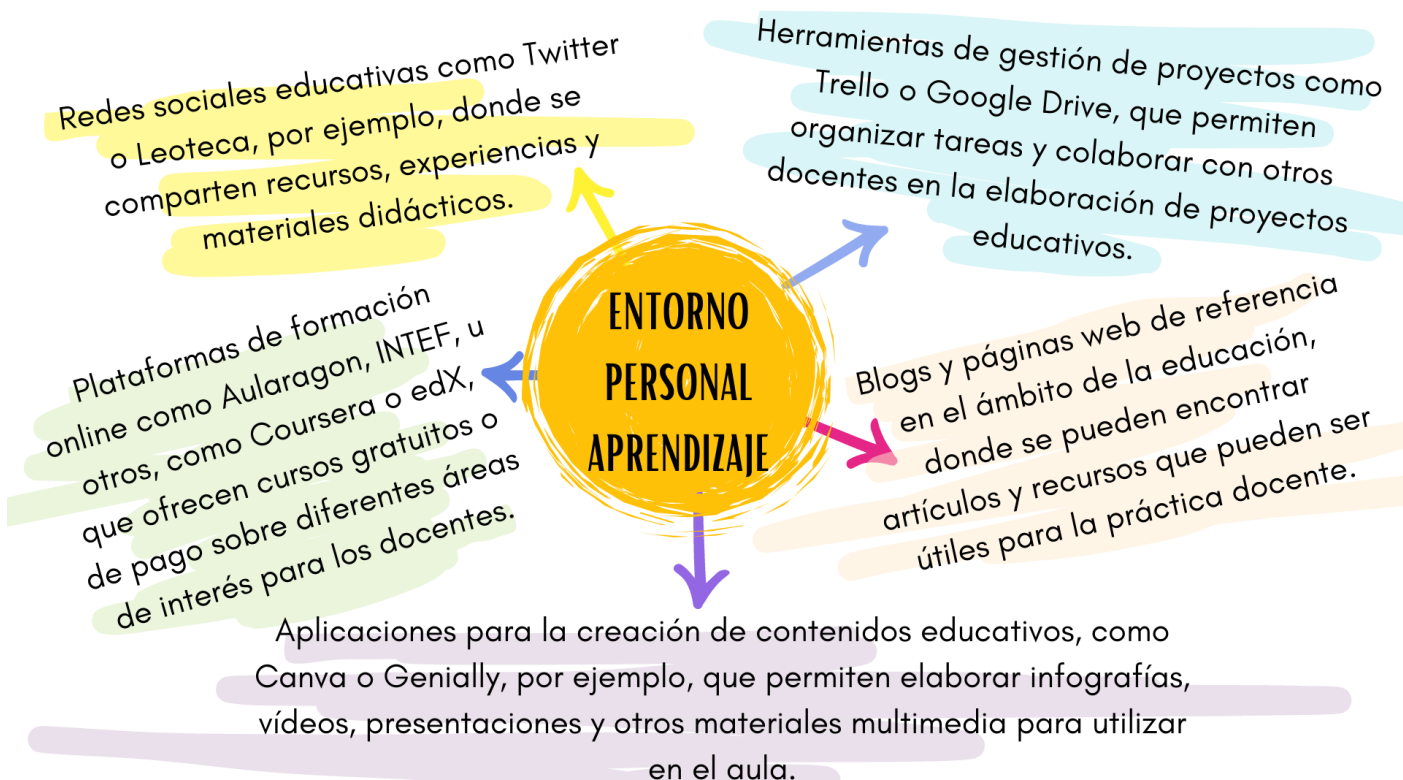 Redes sociales educativas como Twitter
o Leoteca, por ejemplo, donde se
comparten recursos, experiencias y
materiales didácticos.
Herramientas de gestión de proyectos como
Trello o Google Drive, que permiten
organizar tareas y colaborar con otros
docentes en la elaboración de proyectos
educativos.
ENTORNO
PERSONAL
APRENDIZAJE
Plataformas de formación
online como Aularagon, INTEF, u
otros, como Coursera o edX,
que ofrecen cursos gratuitos o
de pago sobre diferentes áreas
de interés para los docentes.
Blogs y páginas web de referencia
en el ámbito de la educación,
donde se pueden encontrar
artículos y recursos que pueden ser
útiles para la práctica docente.
Aplicaciones para la creación de contenidos educativos, como
Canva o Genially, por ejemplo, que permiten elaborar infografías,
vídeos, presentaciones y otros materiales multimedia para utilizar
en el aula.